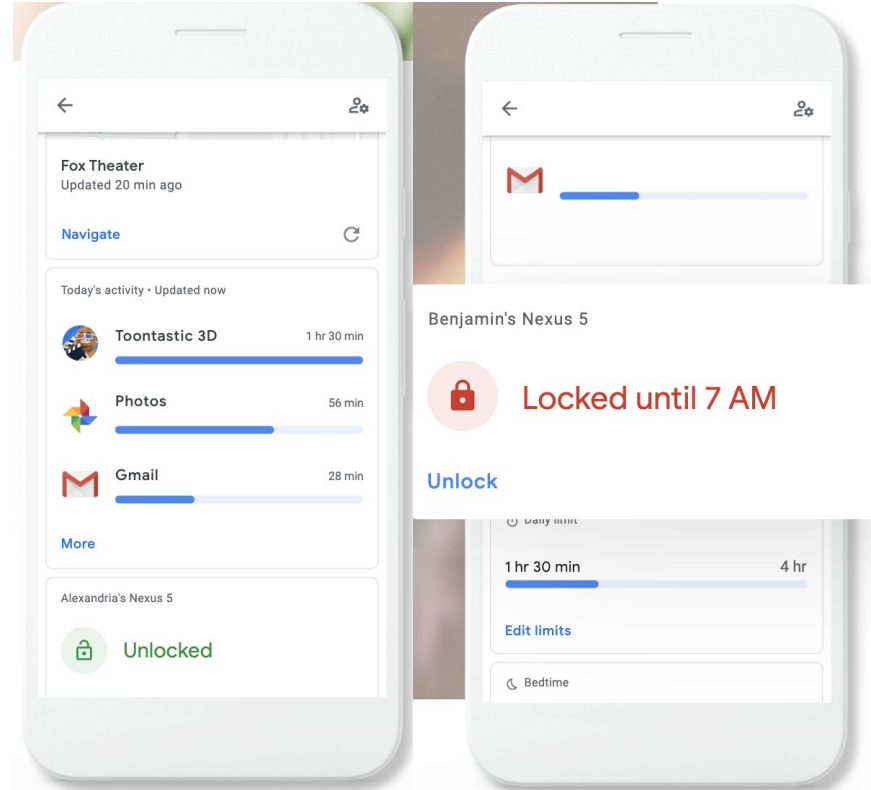 Fox Theater
Updated 20 min ago
Navigate
Today's activity • Updated now
Toontastic 3D
1 hr 30 min
Photos
56 min
Gmail
28 min
More
Alexandria's Nexus 5
Unlocked
Benjamin's Nexus 5
Locked until 7 AM
Unlock
Daily limit
1 hr 30 min
4 hr
Edit limits
Bedtime